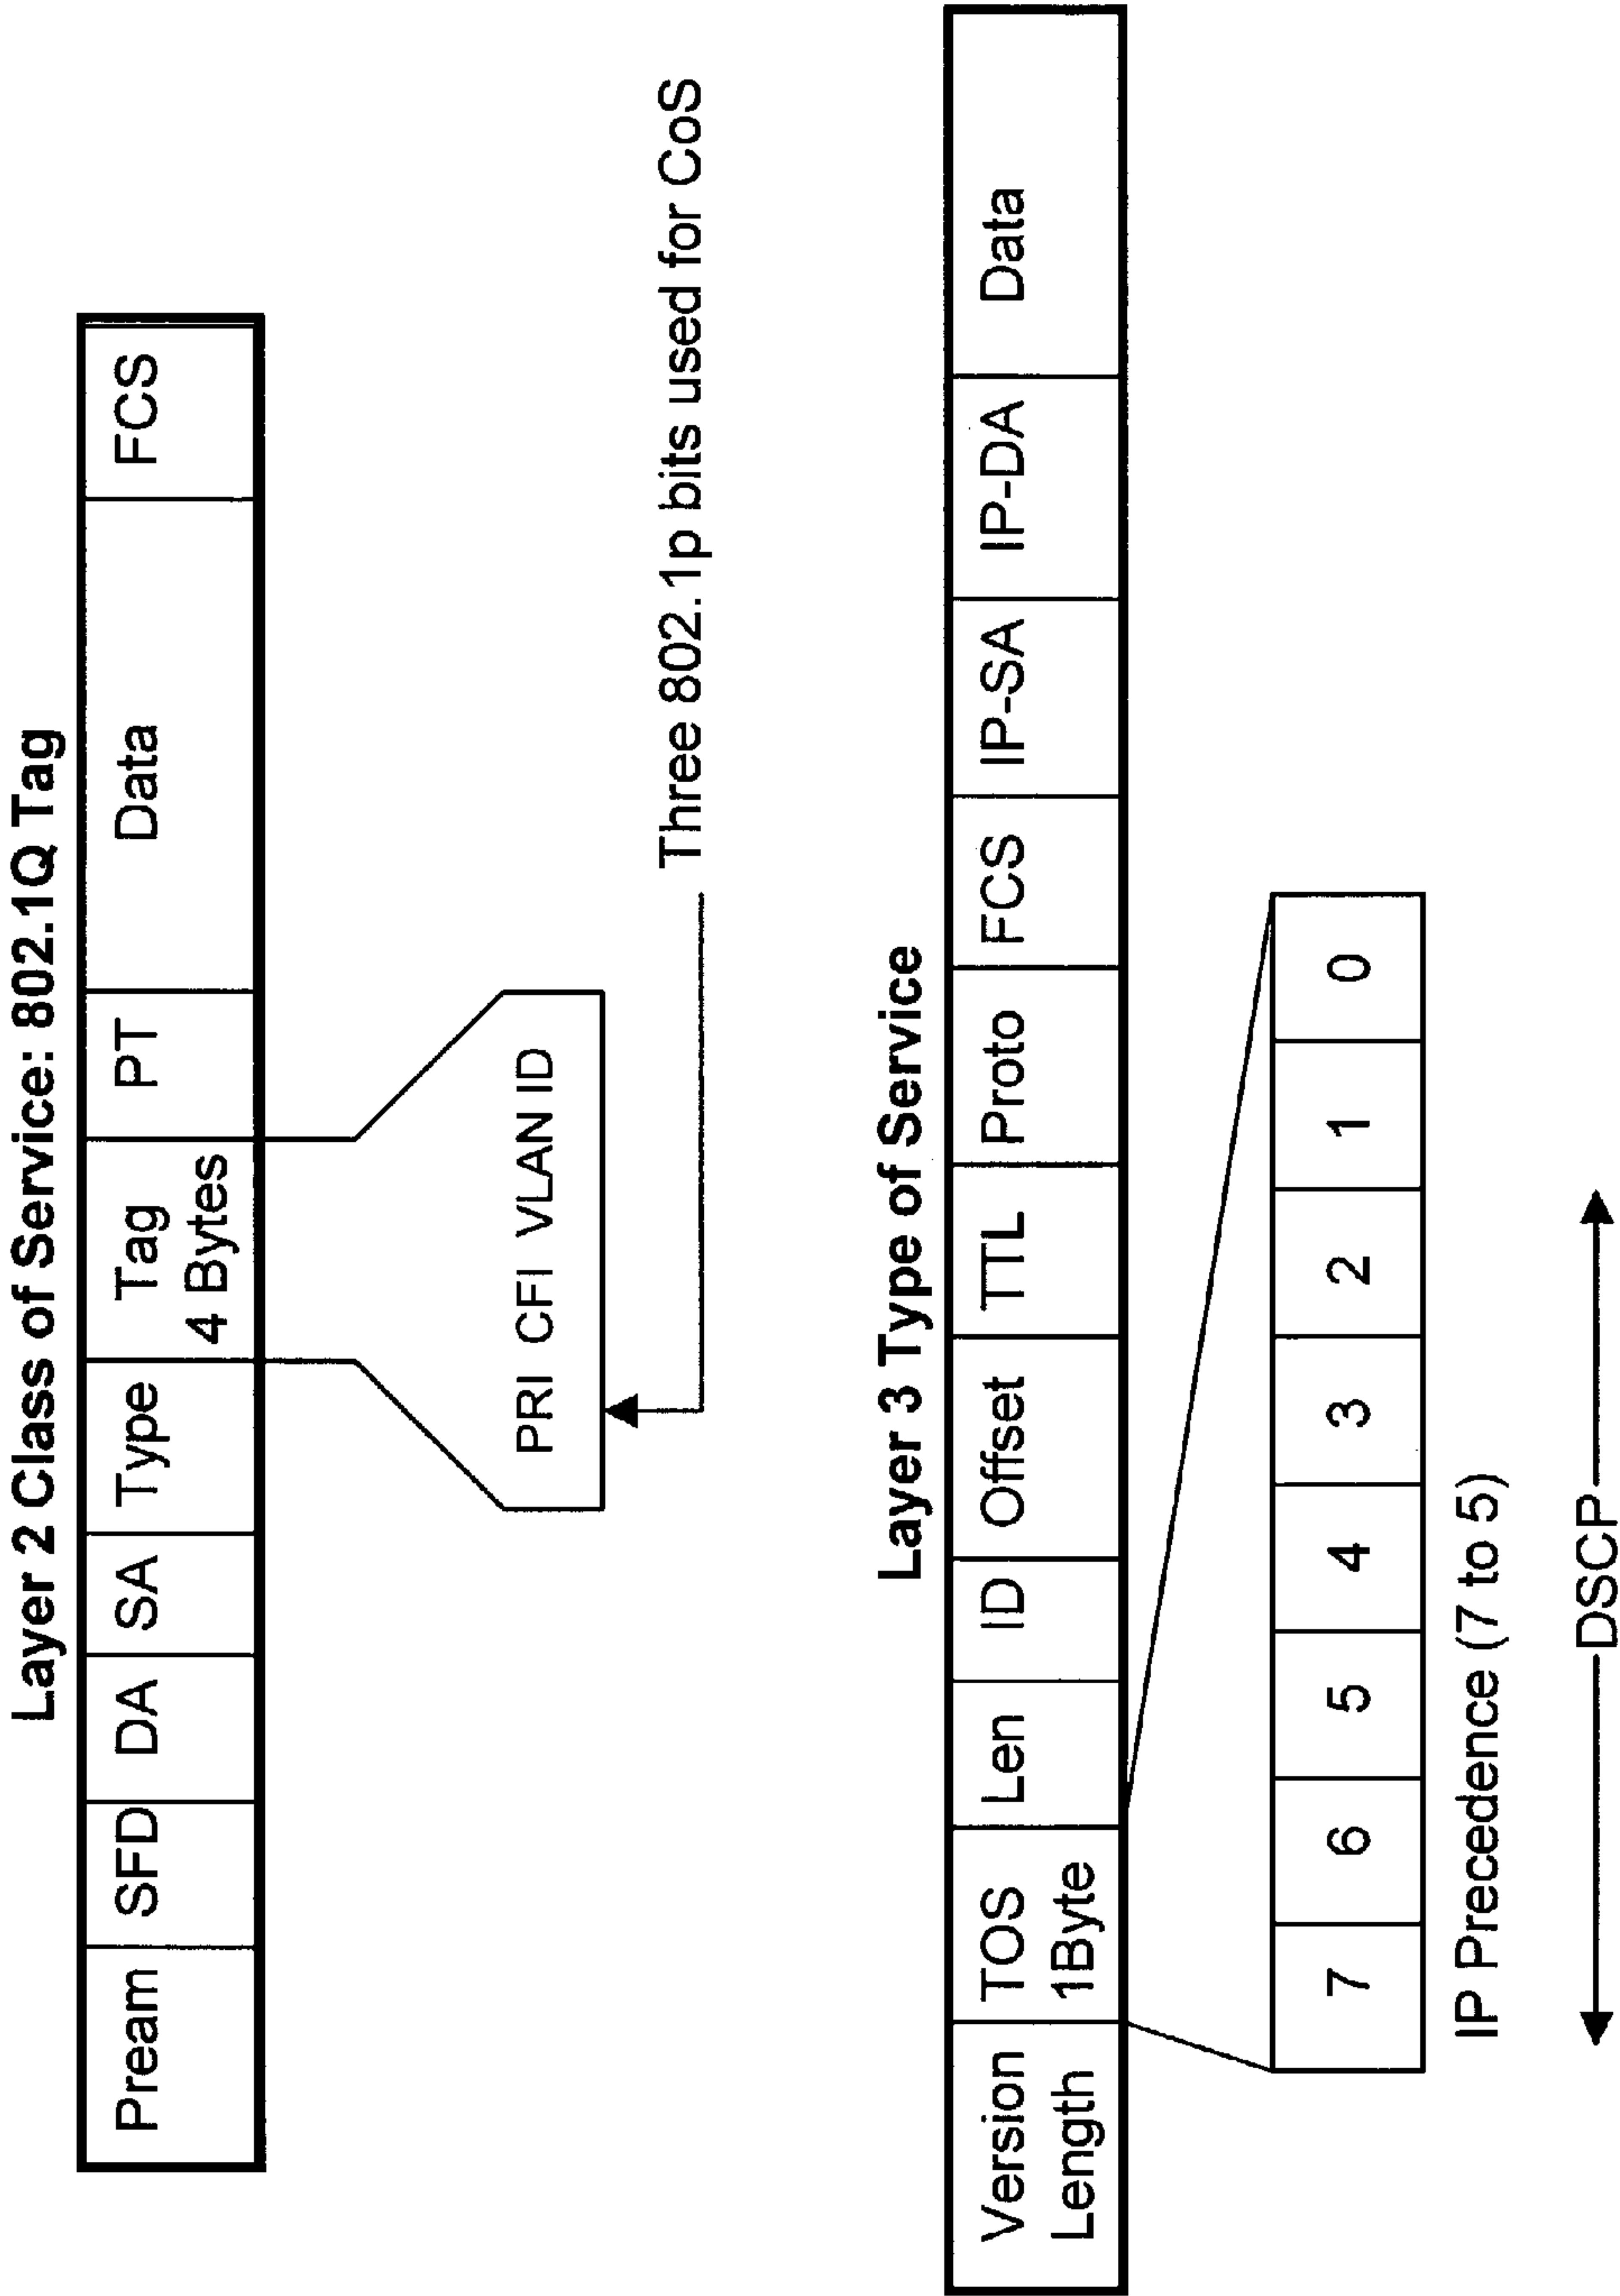 Layer 2 Class of Service: 802.1Q Tag
Pream SFD DA SA Type Tag 4 Bytes PT Data FCS
PRI CFI VLAN ID
Three 802.1p bits used for CoS
Layer 3 Type of Service
Version Length TOS 1Byte Len ID Offset TTL Proto FCS IP-SA IP-DA Data
7 6 5 4 3 2 1 0
IP Precedence (7 to 5)
DSCP